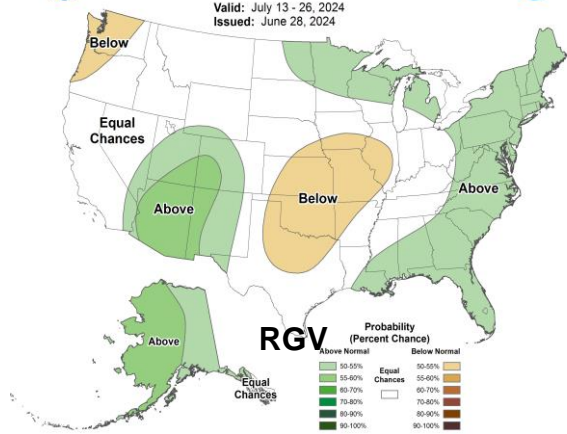 Valid: July 13 - 26, 2024
Issued: June 28, 2024
Below
Equal
Chances
Above
Below
Above
Above
Equal
Chances
RGV
Probability
(Percent Chance)
Above Normal
Below Normal
50-55%
55-60%
60-70%
70-80%
80-90%
90-100%
Equal
Chances
50-55%
55-60%
60-70%
70-80%
80-90%
90-100%